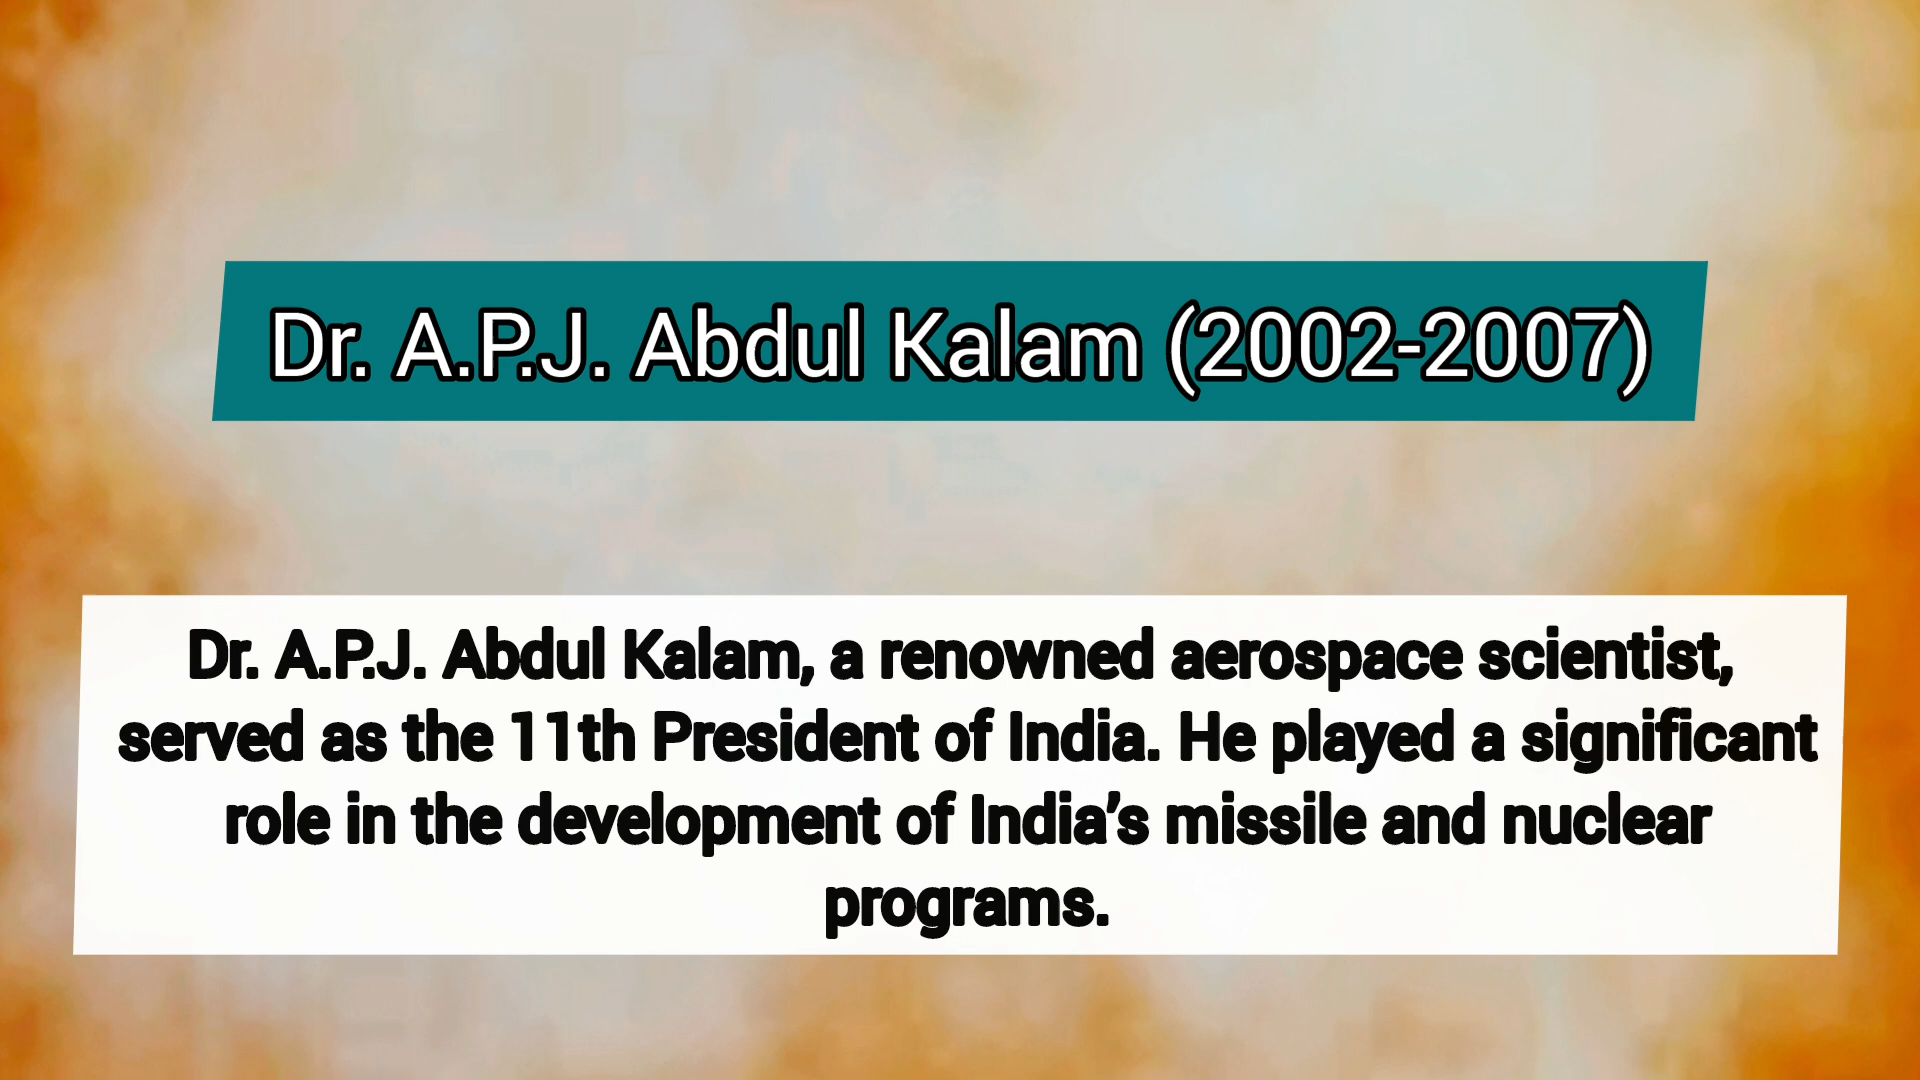 Dr. A.P.J. Abdul Kalam (2002-2007)
Dr. A.P.J. Abdul Kalam, a renowned aerospace scientist,
served as the 11th President of India. He played a significant
role in the development of India’s missile and nuclear
programs.